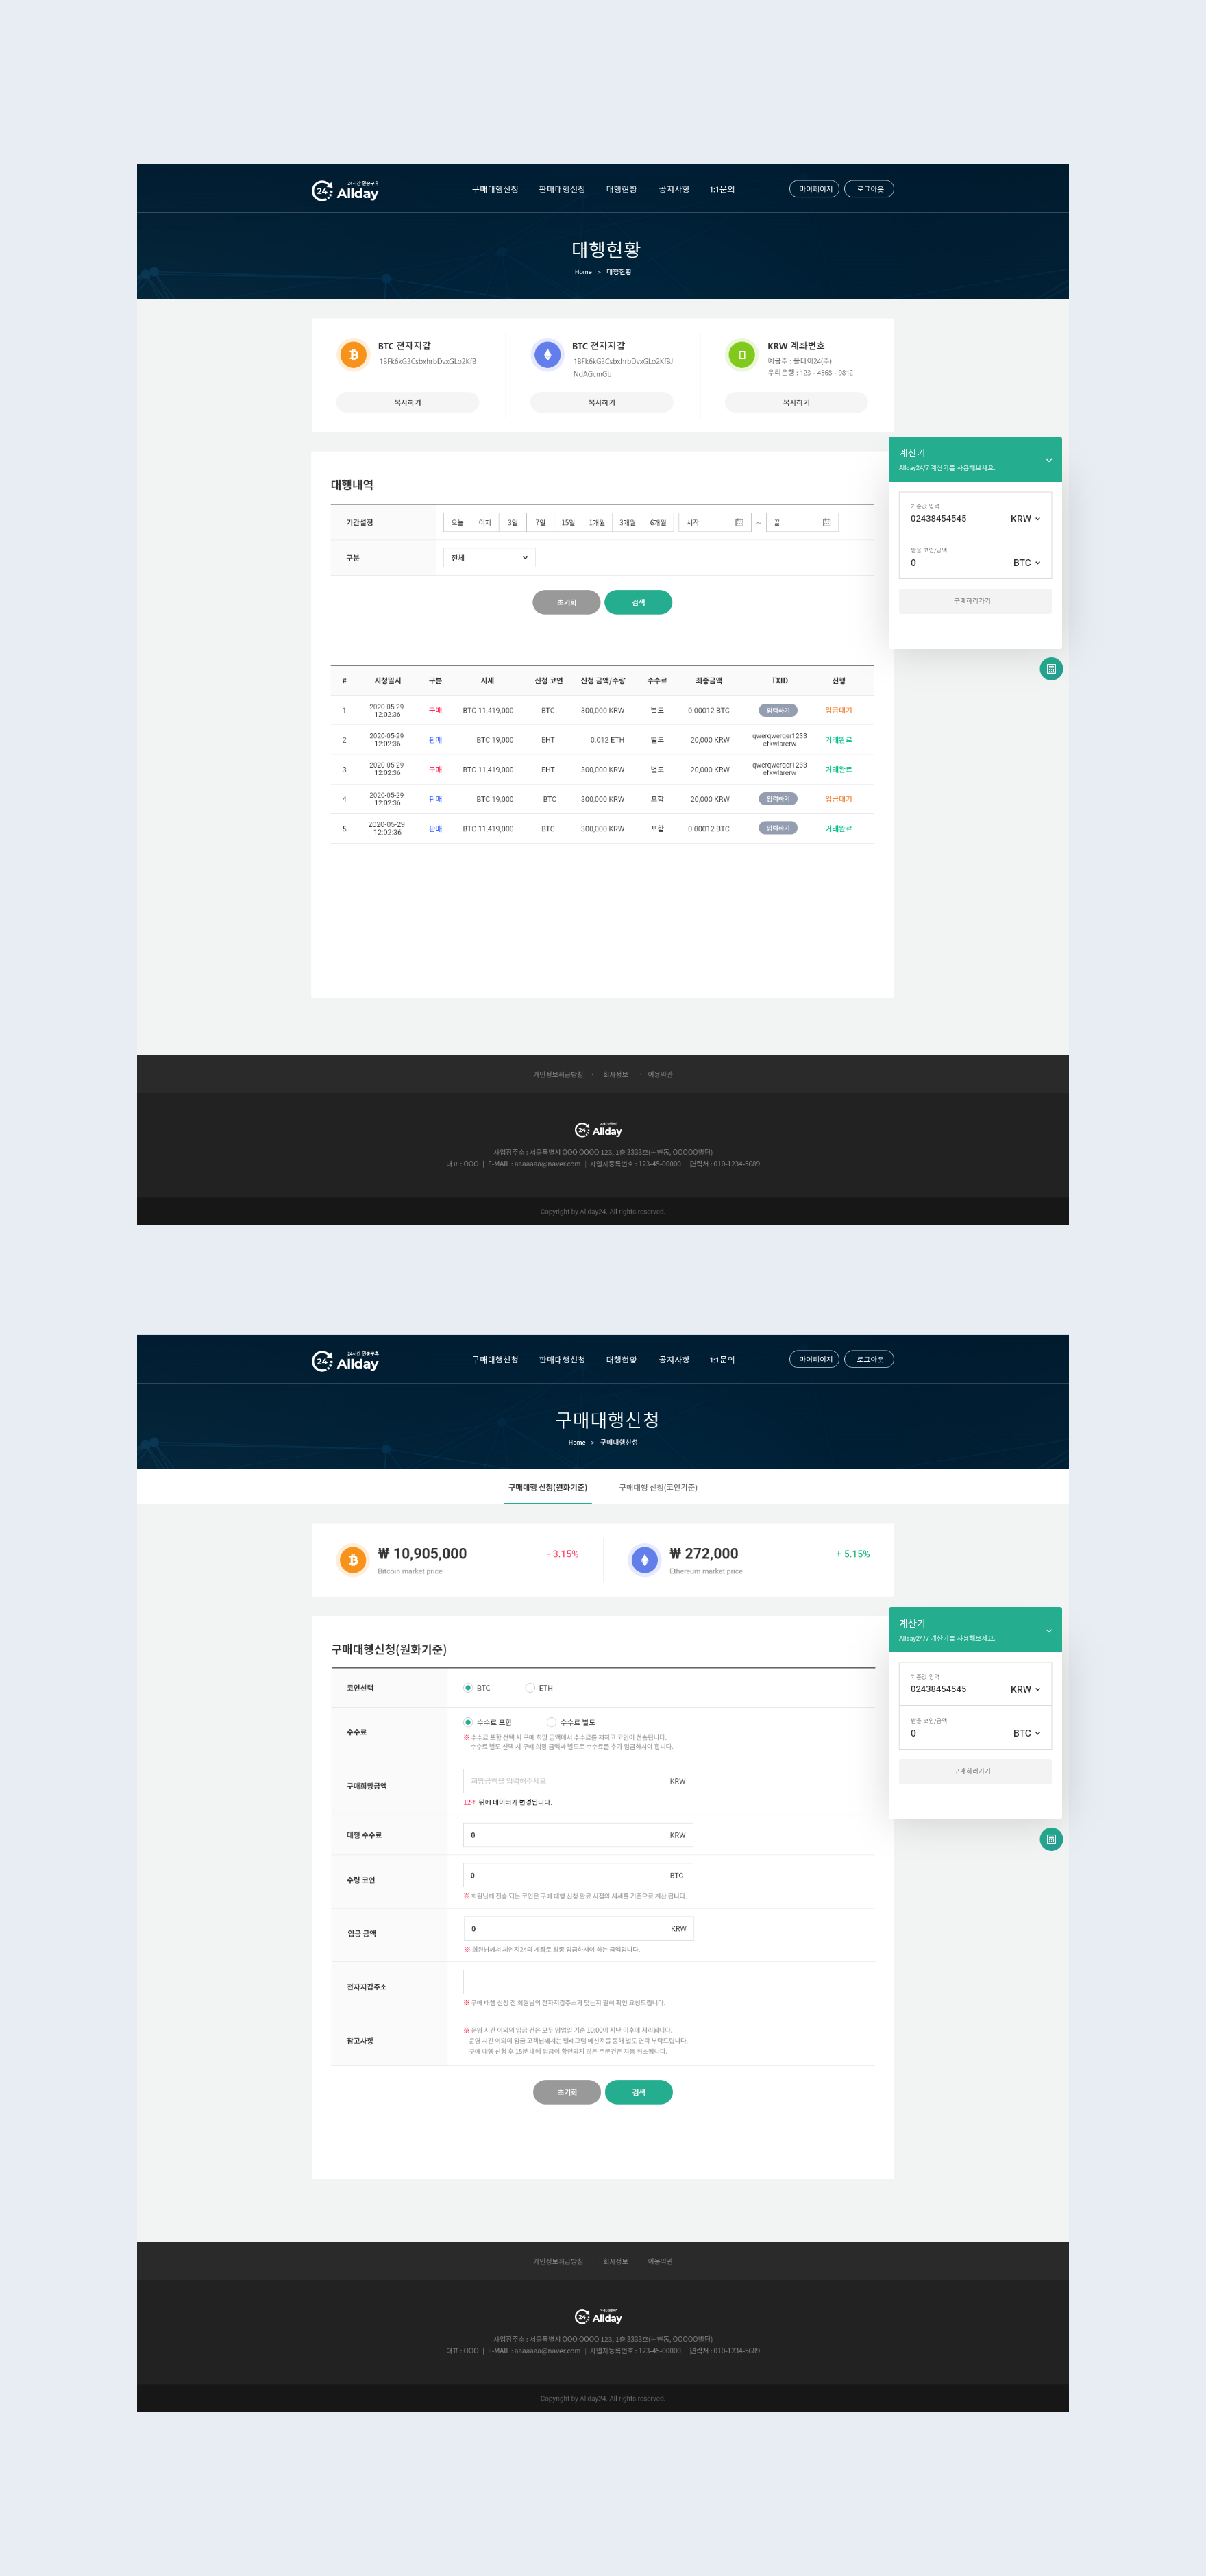 24시간 연중무휴
24 Allday
구매대행신청 판매대행신청 대행현황 공지사항 1:1문의
마이페이지 로그아웃
대행현황
Home > 대행현황
BTC 전자지갑
1BFk6kG3CsbxhrbDvxGLo2KfB
복사하기
BTC 전자지갑
1BFk6kG3CsbxhrbDvxGLo2KfBJ
NdAGcmGb
복사하기
KRW 계좌번호
예금주 : 올데이24(주)
우리은행 : 123 - 4568 - 9812
복사하기
계산기
Allday24/7 계산기를 사용해보세요.
기준값 입력
02438454545 KRW
받을 코인/금액
0 BTC
구매하러가기
대행내역
기간설정 오늘 어제 3일 7일 15일 1개월 3개월 6개월 시작 ~ 끝
구분 전체
초기화 검색
# 시청일시 구분 시세 신청 코인 신청 금액/수량 수수료 최종금액 TXID 진행
1 2020-05-29 12:02:36 구매 BTC 11,419,000 BTC 300,000 KRW 별도 0.00012 BTC 입력하기 입금대기
2 2020-05-29 12:02:36 판매 BTC 19,000 EHT 0.012 ETH 별도 20,000 KRW qwerqwerqer1233 efkwlarerw 거래완료
3 2020-05-29 12:02:36 구매 BTC 11,419,000 EHT 300,000 KRW 별도 20,000 KRW qwerqwerqer1233 efkwlarerw 거래완료
4 2020-05-29 12:02:36 판매 BTC 19,000 BTC 300,000 KRW 포함 20,000 KRW 입력하기 입금대기
5 2020-05-29 12:02:36 판매 BTC 11,419,000 BTC 300,000 KRW 포함 0.00012 BTC 입력하기 거래완료
개인정보취급방침 · 회사정보 · 이용약관
24 Allday
사업장주소 : 서울특별시 OOO OOOO 123, 1층 3333호(논현동, OOOOO빌딩)
대표 : OOO | E-MAIL : aaaaaaa@naver.com | 사업자등록번호 : 123-45-00000 연락처 : 010-1234-5689
Copyright by Allday24. All rights reserved.
24시간 연중무휴
24 Allday
구매대행신청 판매대행신청 대행현황 공지사항 1:1문의
마이페이지 로그아웃
구매대행신청
Home > 구매대행신청
구매대행 신청(원화기준) 구매대행 신청(코인기준)
₩ 10,905,000 - 3.15%
Bitcoin market price
₩ 272,000 + 5.15%
Ethereum market price
계산기
Allday24/7 계산기를 사용해보세요.
기준값 입력
02438454545 KRW
받을 코인/금액
0 BTC
구매하러가기
구매대행신청(원화기준)
코인선택 BTC ETH
수수료 수수료 포함 수수료 별도
※ 수수료 포함 선택 시 구매 희망 금액에서 수수료를 제하고 코인이 전송됩니다.
수수료 별도 선택 시 구매 희망 금액과 별도로 수수료를 추가 입금하셔야 합니다.
구매희망금액 희망금액을 입력해주세요 KRW
12초 뒤에 데이터가 변경됩니다.
대행 수수료 0 KRW
수령 코인 0 BTC
※ 회원님께 전송 되는 코인은 구매 대행 신청 완료 시점의 시세를 기준으로 계산 됩니다.
입금 금액 0 KRW
※ 회원님께서 체인지24의 계좌로 최종 입금하셔야 하는 금액입니다.
전자지갑주소
※ 구매 대행 신청 전 회원님의 전자지갑주소가 맞는지 필히 확인 요청드립니다.
참고사항
※ 운영 시간 이외의 입금 건은 모두 영업일 기준 10:00이 지난 이후에 처리됩니다.
운영 시간 이외의 입금 고객님께서는 텔레그램 메신저를 통해 별도 연락 부탁드립니다.
구매 대행 신청 후 15분 내에 입금이 확인되지 않은 주문건은 자동 취소됩니다.
초기화 검색
개인정보취급방침 · 회사정보 · 이용약관
24 Allday
사업장주소 : 서울특별시 OOO OOOO 123, 1층 3333호(논현동, OOOOO빌딩)
대표 : OOO | E-MAIL : aaaaaaa@naver.com | 사업자등록번호 : 123-45-00000 연락처 : 010-1234-5689
Copyright by Allday24. All rights reserved.